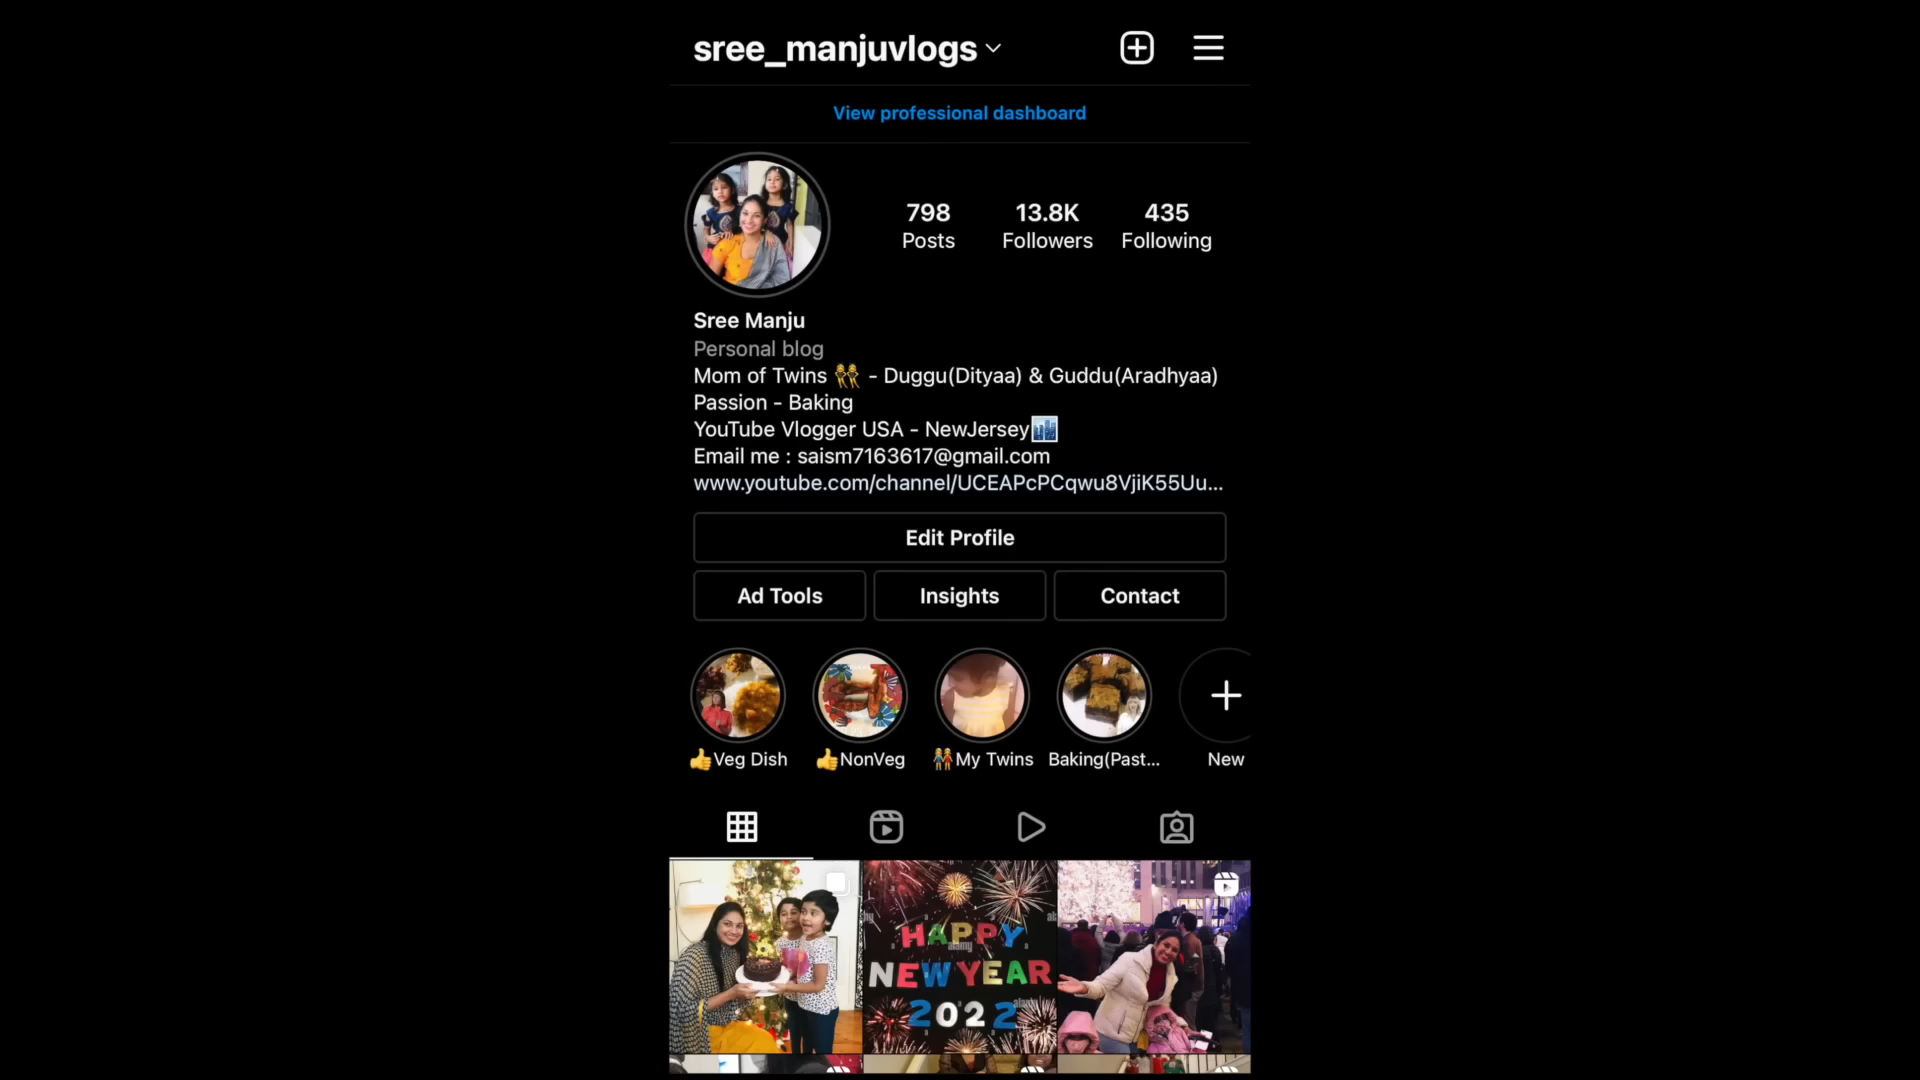 sree_manjuvlogs
View professional dashboard
798 13.8K 435
Posts Followers Following
Sree Manju
Personal blog
Mom of Twins 👯 - Duggu(Dityaa) & Guddu(Aradhyaa)
Passion - Baking
YouTube Vlogger USA - NewJersey🏙️
Email me : saism7163617@gmail.com
www.youtube.com/channel/UCEAPcPCqwu8VjiK55Uu...
Edit Profile
Ad Tools Insights Contact
👍Veg Dish 👍NonVeg 👭My Twins Baking(Past... New
HAPPY
alamy
NEW YEAR
alamy
2022